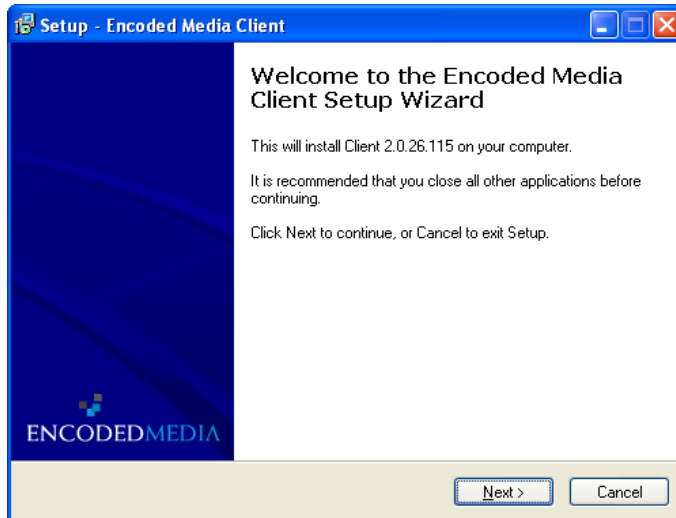 Setup - Encoded Media Client
Welcome to the Encoded Media
Client Setup Wizard
This will install Client 2.0.26.115 on your computer.
It is recommended that you close all other applications before
continuing.
Click Next to continue, or Cancel to exit Setup.
ENCODEDMEDIA
Next >
Cancel